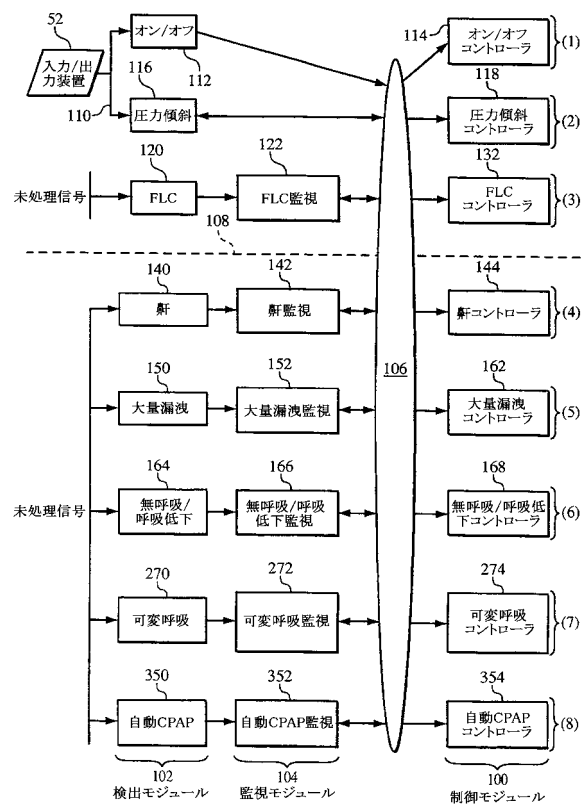 52
入力/出
力装置
110
オン/オフ
112
116
圧力傾斜
114
オン/オフ
コントローラ
(1)
118
圧力傾斜
コントローラ
(2)
未処理信号
120
FLC
122
FLC監視
132
FLC
コントローラ
(3)
108
106
140
鼾
142
鼾監視
144
鼾コントローラ
(4)
150
大量漏洩
152
大量漏洩監視
162
大量漏洩
コントローラ
(5)
未処理信号
164
無呼吸/
呼吸低下
166
無呼吸/呼吸
低下監視
168
無呼吸/呼吸低
下コントローラ
(6)
270
可変呼吸
272
可変呼吸監視
274
可変呼吸
コントローラ
(7)
350
自動CPAP
352
自動CPAP監視
354
自動CPAP
コントローラ
(8)
102
検出モジュール
104
監視モジュール
100
制御モジュール